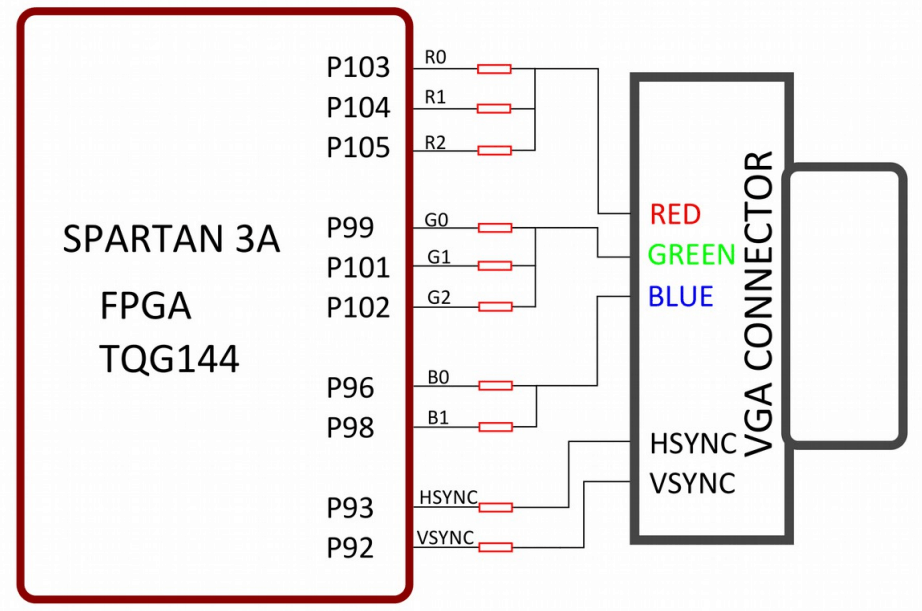 P103 R0
P104 R1
P105 R2
P99 G0
P101 G1
P102 G2
P96 B0
P98 B1
P93 HSYNC
P92 VSYNC
SPARTAN 3A
FPGA
TQG144
RED
GREEN
BLUE
HSYNC
VSYNC
VGA CONNECTOR